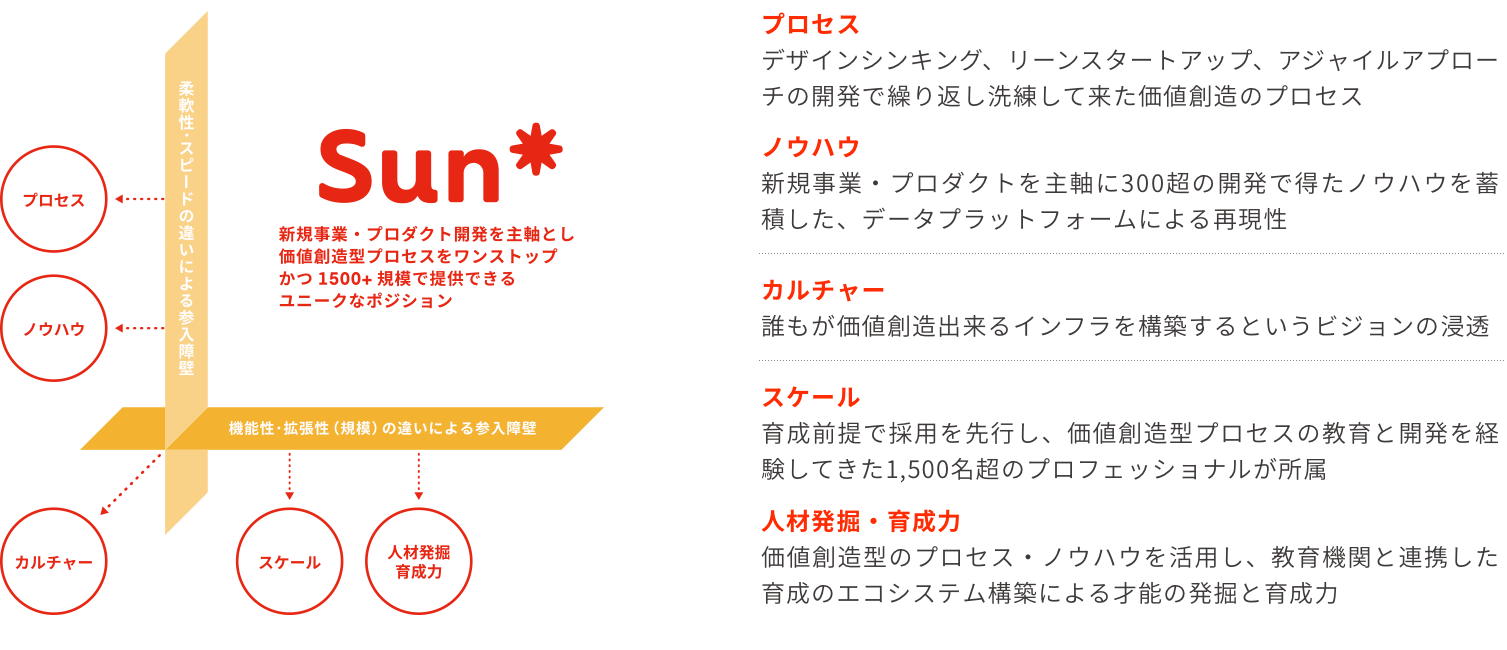 柔軟性・スピードの違いによる参入障壁
プロセス
ノウハウ
Sun*
新規事業・プロダクト開発を主軸とし
価値創造型プロセスをワンストップ
かつ 1500+ 規模で提供できる
ユニークなポジション
機能性・拡張性（規模）の違いによる参入障壁
カルチャー
スケール
人材発掘
育成力
プロセス
デザインシンキング、リーンスタートアップ、アジャイルアプロー
チの開発で繰り返し洗練して来た価値創造のプロセス
ノウハウ
新規事業・プロダクトを主軸に300超の開発で得たノウハウを蓄
積した、データプラットフォームによる再現性
カルチャー
誰もが価値創造出来るインフラを構築するというビジョンの浸透
スケール
育成前提で採用を先行し、価値創造型プロセスの教育と開発を経
験してきた1,500名超のプロフェッショナルが所属
人材発掘・育成力
価値創造型のプロセス・ノウハウを活用し、教育機関と連携した
育成のエコシステム構築による才能の発掘と育成力